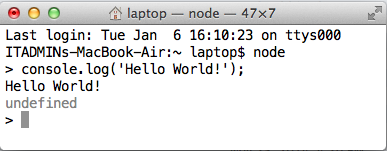 laptop — node — 47×7
Last login: Tue Jan  6 16:10:23 on ttys000
ITADMINs-MacBook-Air:~ laptop$ node
> console.log('Hello World!');
Hello World!
undefined
>